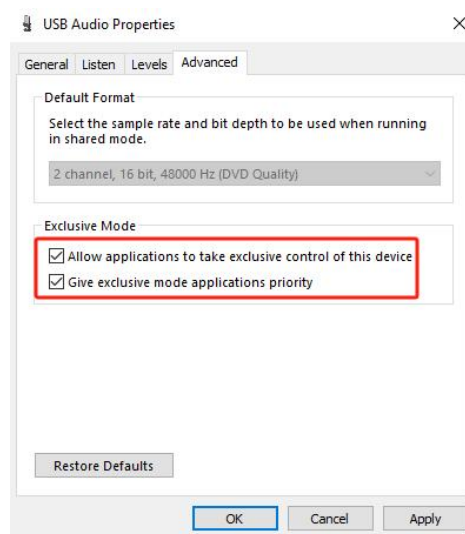 USB Audio Properties
General Listen Levels Advanced
Default Format
Select the sample rate and bit depth to be used when running
in shared mode.
2 channel, 16 bit, 48000 Hz (DVD Quality)
Exclusive Mode
Allow applications to take exclusive control of this device
Give exclusive mode applications priority
Restore Defaults
OK Cancel Apply